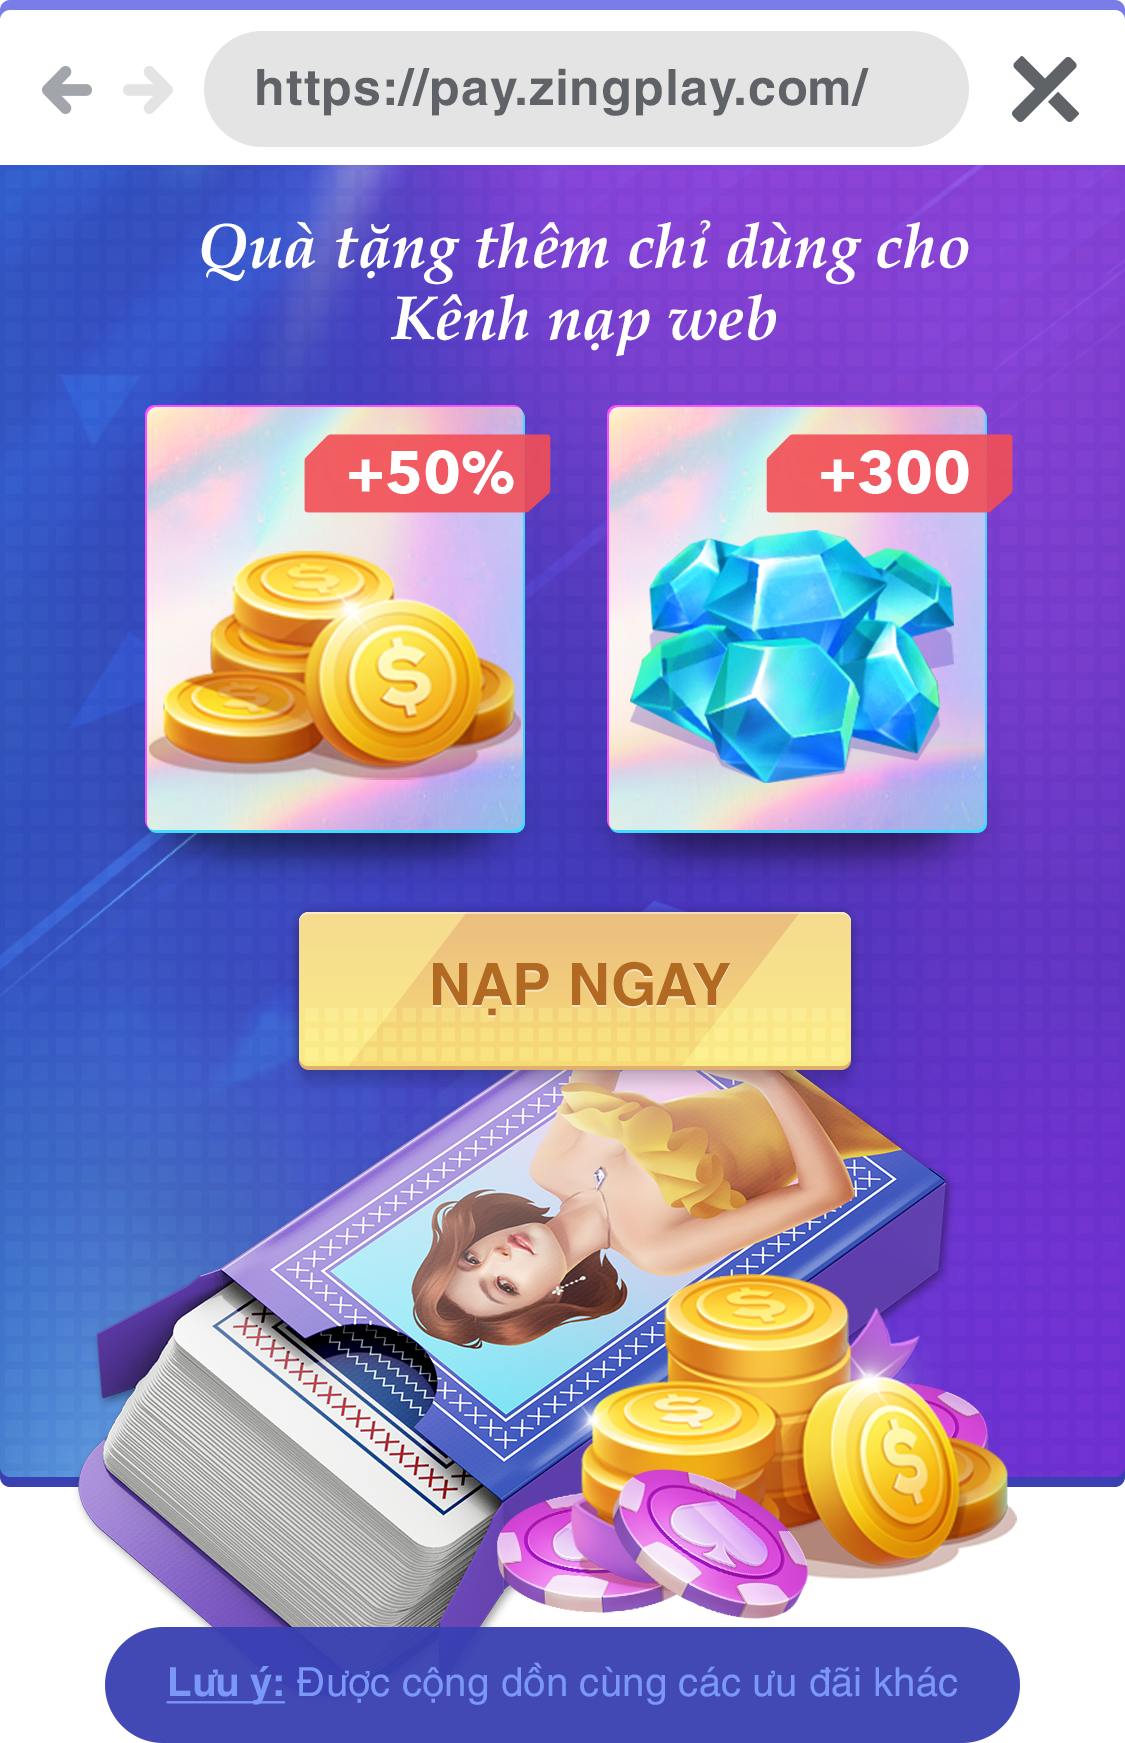 https://pay.zingplay.com/
Quà tặng thêm chỉ dùng cho
Kênh nạp web
+50%
+300
NẠP NGAY
Lưu ý: Được cộng dồn cùng các ưu đãi khác